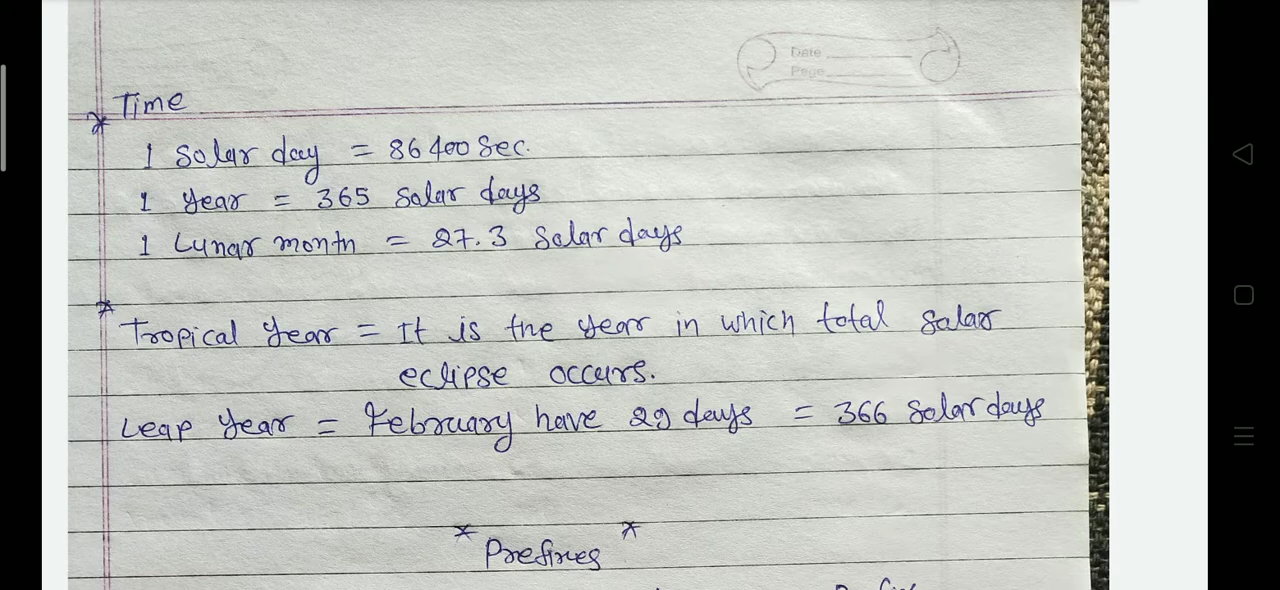 Date
Page
* Time
1 Solar day = 86400 Sec.
1 Year = 365 Solar days
1 Lunar month = 27.3 Solar days
* Tropical Year = It is the year in which total Solar
eclipse occurs.
Leap Year = February have 29 days = 366 Solar days
* Prefixes *